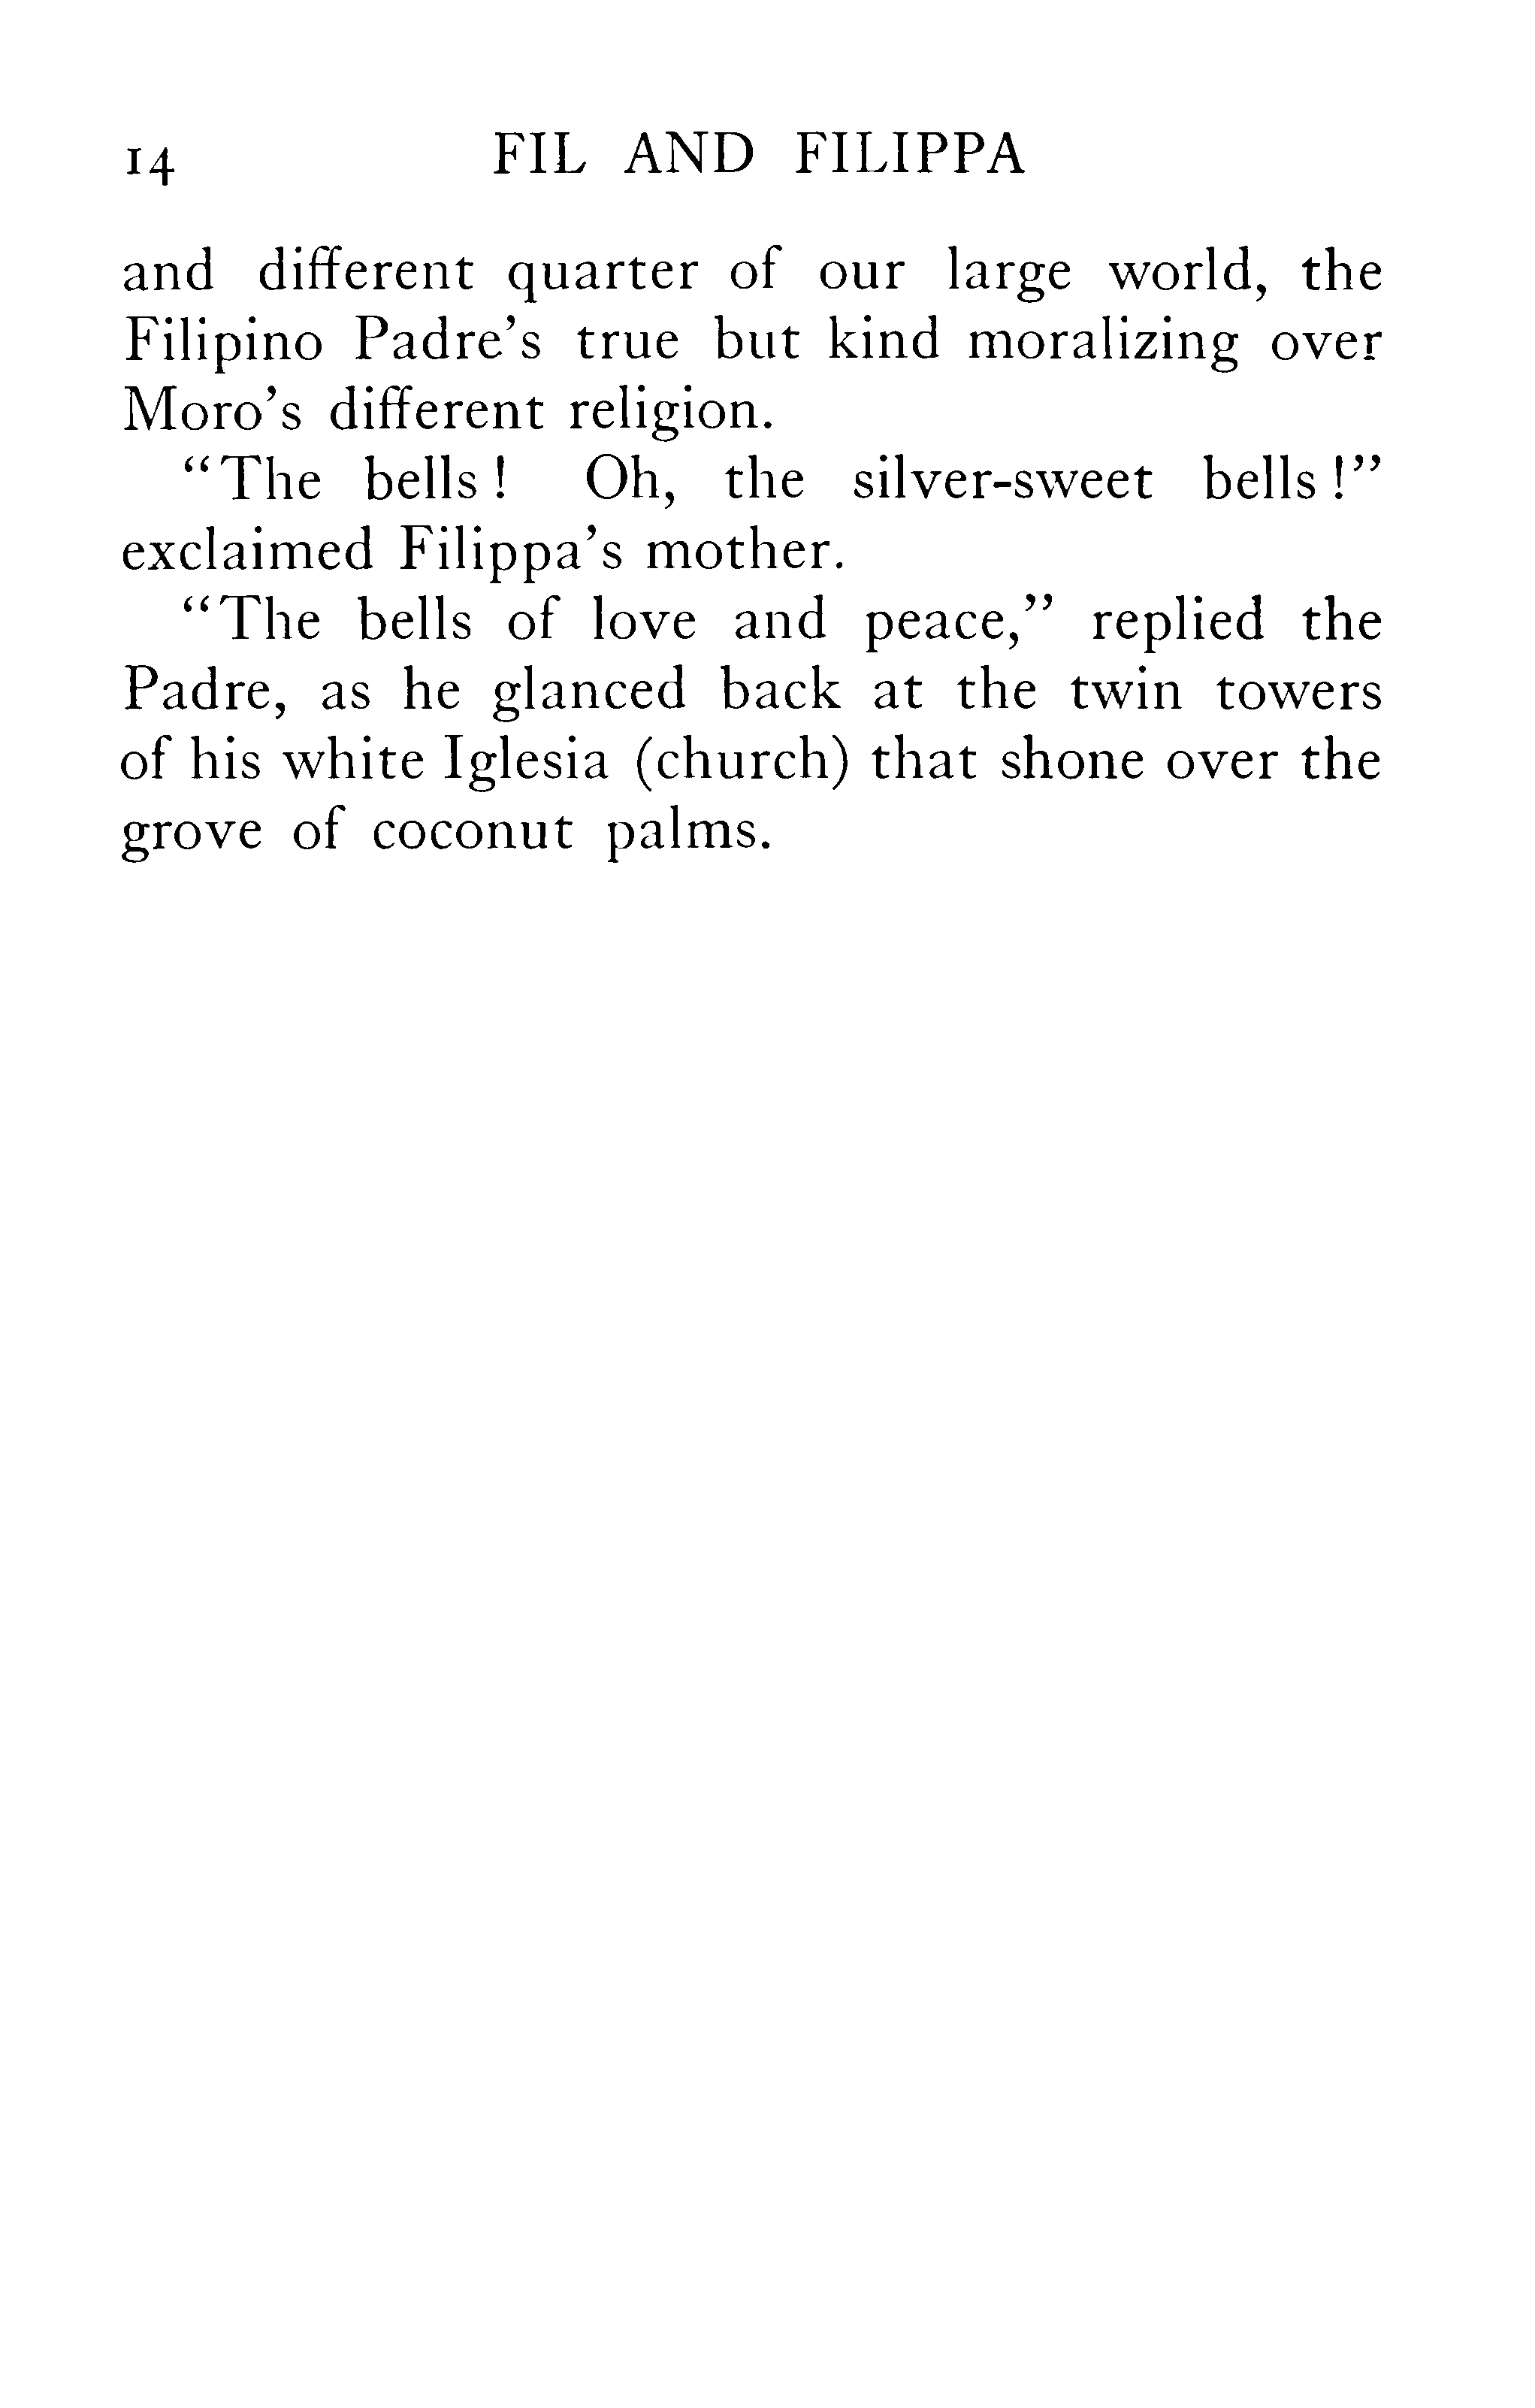 14 FIL AND FILIPPA
and different quarter of our large world, the
Filipino Padre’s true but kind moralizing over
Moro’s different religion.
“The bells! Oh, the silver-sweet bells!”
exclaimed Filippa’s mother.
“The bells of love and peace,” replied the
Padre, as he glanced back at the twin towers
of his white Iglesia (church) that shone over the
grove of coconut palms.